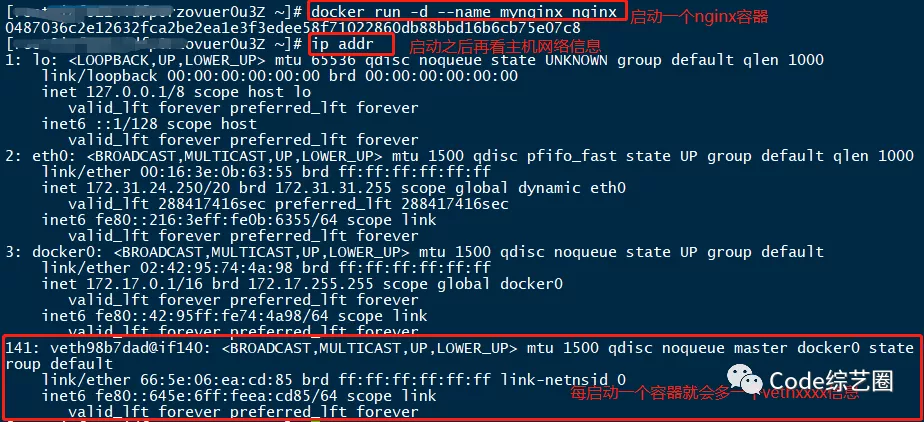 [root@ zovuer0u3Z ~]# docker run -d --name mynginx nginx 启动一个nginx容器
0487036c2e12632fca2be2ea1e3f3edee58f71022860db88bbd16b6cb75e07c8
~]# ip addr 启动之后再看主机网络信息
1: lo: <LOOPBACK,UP,LOWER_UP> mtu 65536 qdisc noqueue state UNKNOWN group default qlen 1000
link/loopback 00:00:00:00:00:00 brd 00:00:00:00:00:00
inet 127.0.0.1/8 scope host lo
valid_lft forever preferred_lft forever
inet6 ::1/128 scope host
valid_lft forever preferred_lft forever
2: eth0: <BROADCAST,MULTICAST,UP,LOWER_UP> mtu 1500 qdisc pfifo_fast state UP group default qlen 1000
link/ether 00:16:3e:0b:63:55 brd ff:ff:ff:ff:ff:ff
inet 172.31.24.250/20 brd 172.31.31.255 scope global dynamic eth0
valid_lft 288417416sec preferred_lft 288417416sec
inet6 fe80::216:3eff:fe0b:6355/64 scope link
valid_lft forever preferred_lft forever
3: docker0: <BROADCAST,MULTICAST,UP,LOWER_UP> mtu 1500 qdisc noqueue state UP group default
link/ether 02:42:95:74:4a:98 brd ff:ff:ff:ff:ff:ff
inet 172.17.0.1/16 brd 172.17.255.255 scope global docker0
valid_lft forever preferred_lft forever
inet6 fe80::42:95ff:fe74:4a98/64 scope link
valid_lft forever preferred_lft forever
141: veth98b7dad@if140: <BROADCAST,MULTICAST,UP,LOWER_UP> mtu 1500 qdisc noqueue master docker0 state
roup default
link/ether 66:5e:06:ea:cd:85 brd ff:ff:ff:ff:ff:ff link-netnsid 0
inet6 fe80::645e:6ff:feea:cd85/64 scope link
每启动一个容器就会多一个vethxxxx信息
valid_lft forever preferred_lft forever
Code综艺圈